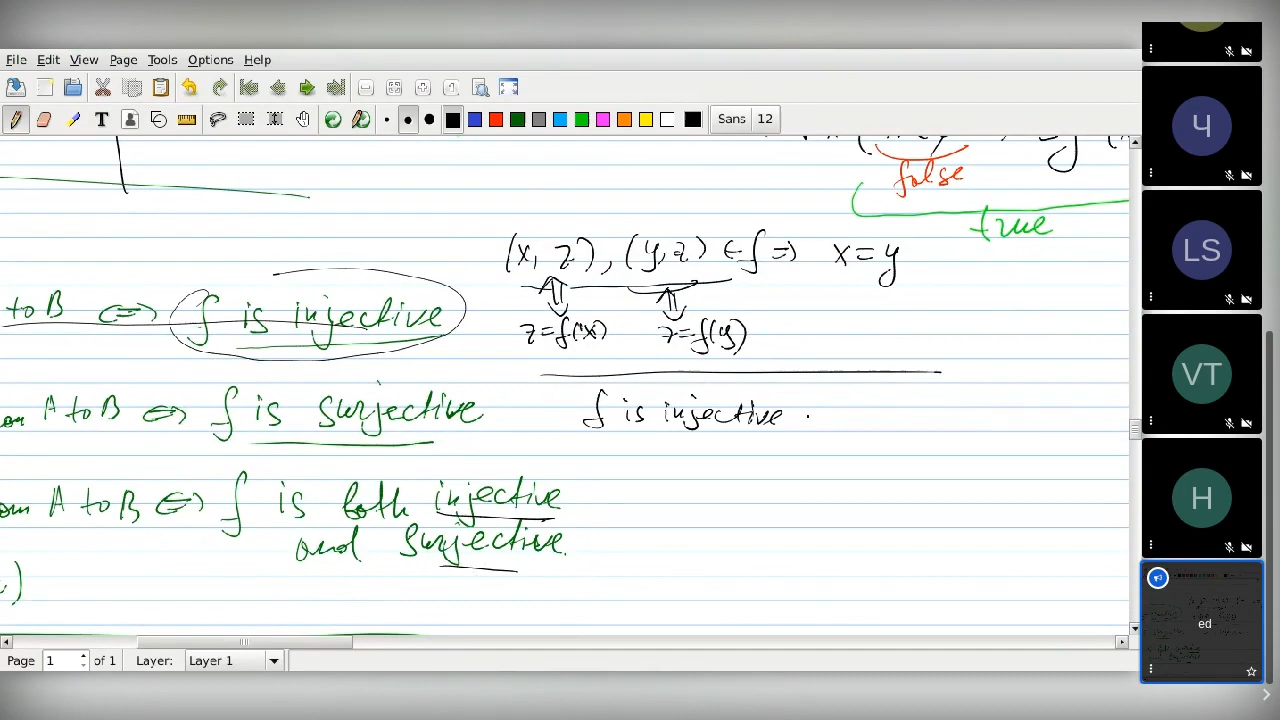 File Edit View Page Tools Options Help
Sans 12
false
true
(x, z), (y, z) ∈ f ⇒ x = y
to B ⇔ f is injective
z = f(x) z = f(y)
A to B ⇔ f is surjective
f is injective.
om A to B ⇔ f is both injective
and surjective.
Page 1 of 1 Layer: Layer 1
Ч
LS
VT
H
ed